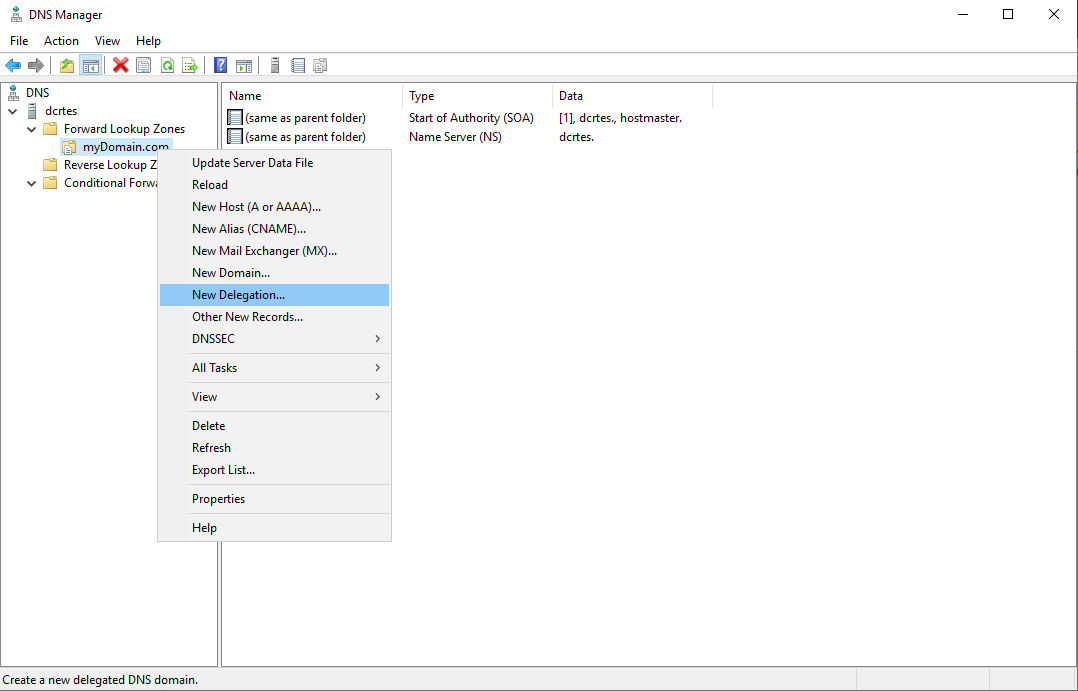 DNS Manager
File Action View Help
DNS
dcrtes
Forward Lookup Zones
myDomain.com
Reverse Lookup Z
Conditional Forwa
Name Type Data
(same as parent folder) Start of Authority (SOA) [1], dcrtes., hostmaster.
(same as parent folder) Name Server (NS) dcrtes.
Update Server Data File
Reload
New Host (A or AAAA)...
New Alias (CNAME)...
New Mail Exchanger (MX)...
New Domain...
New Delegation...
Other New Records...
DNSSEC
All Tasks
View
Delete
Refresh
Export List...
Properties
Help
Create a new delegated DNS domain.